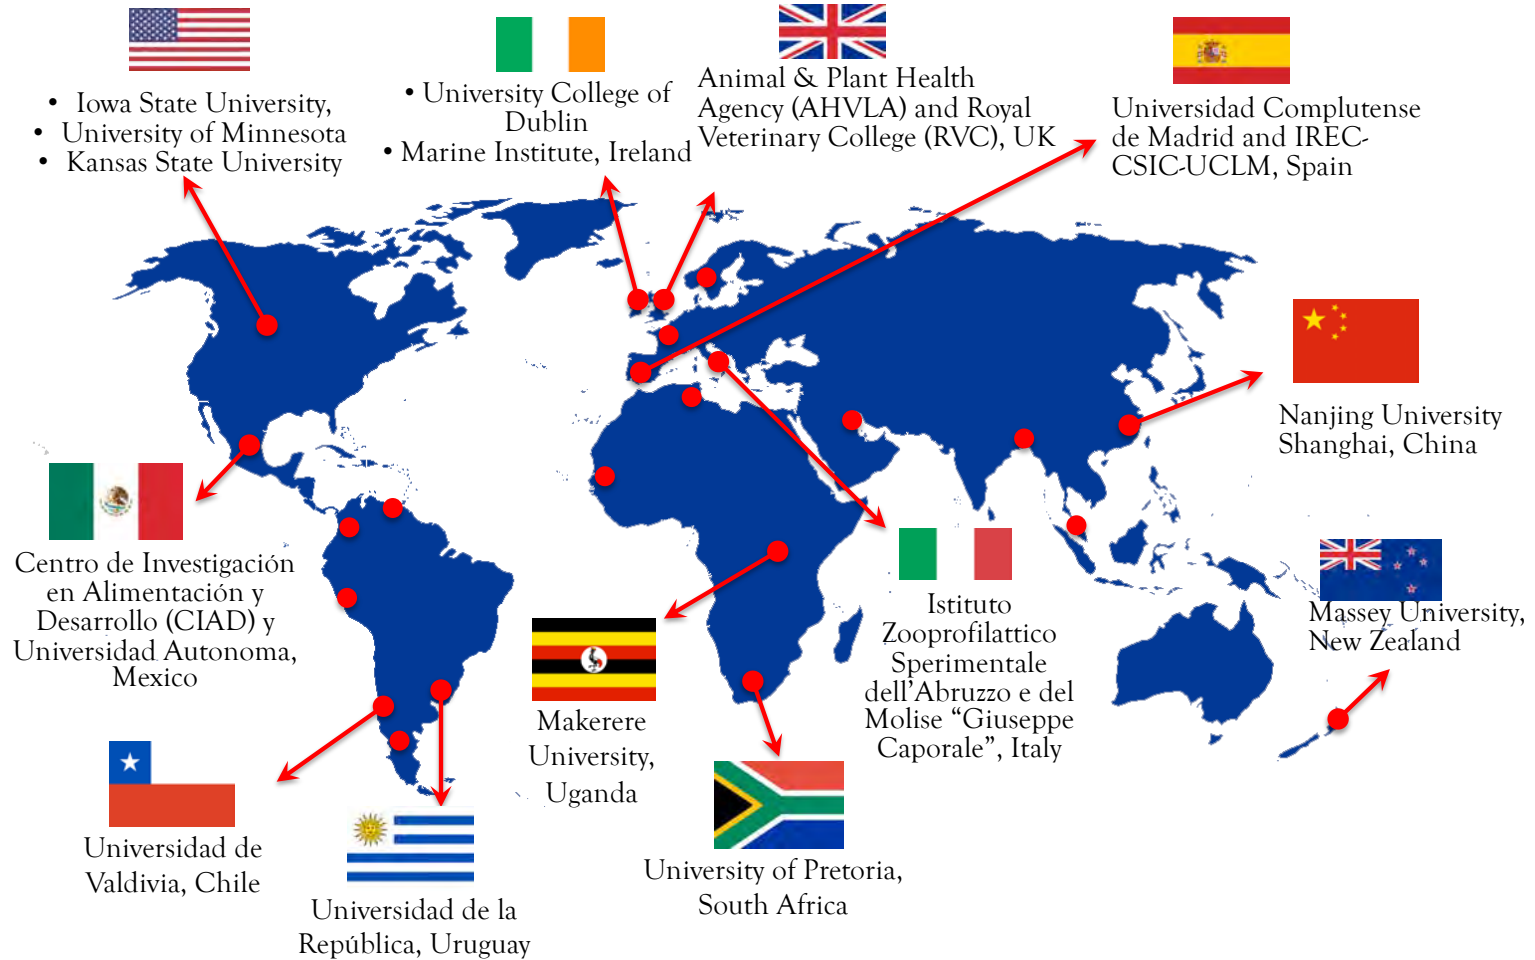 • Iowa State University,
• University of Minnesota
• Kansas State University
• University College of
Dublin
• Marine Institute, Ireland
Animal & Plant Health
Agency (AHVLA) and Royal
Veterinary College (RVC), UK
Universidad Complutense
de Madrid and IREC-
CSIC-UCLM, Spain
Nanjing University
Shanghai, China
Centro de Investigación
en Alimentación y
Desarrollo (CIAD) y
Universidad Autonoma,
Mexico
Istituto
Zooprofilattico
Sperimentale
dell'Abruzzo e del
Molise “Giuseppe
Caporale”, Italy
Massey University,
New Zealand
Makerere
University,
Uganda
Universidad de
Valdivia, Chile
University of Pretoria,
South Africa
Universidad de la
República, Uruguay